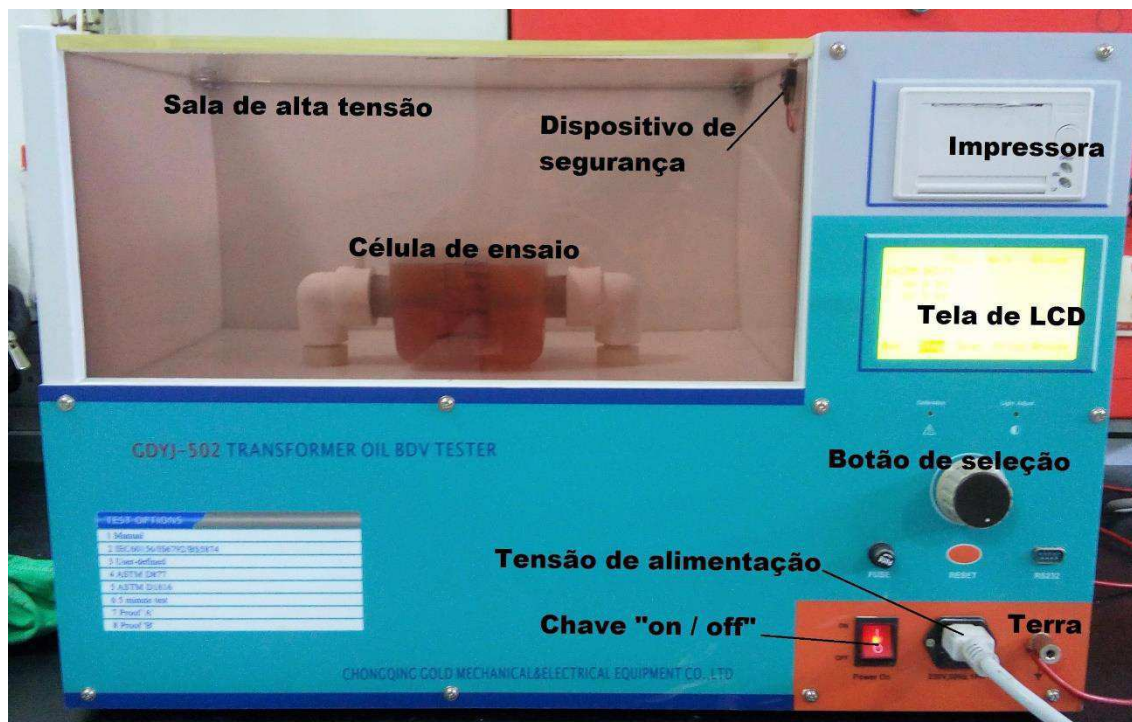 Sala de alta tensão
Dispositivo de
segurança
Impressora
Célula de ensaio
Tela de LCD
Calibration
Light Adjust
GDYJ-502 TRANSFORMER OIL BDV TESTER
Botão de seleção
TEST OPTIONS
1 Manual
3 User-defined
4 ASTM D877
5 ASTM D1816
6 5 minute test
7 Proof 'A'
8 Proof 'B'
Tensão de alimentação
FUSE
RESET
RS232
Chave "on / off"
Terra
ON
OFF
Power On
CHONGQING GOLD MECHANICAL&ELECTRICAL EQUIPMENT CO.,LTD